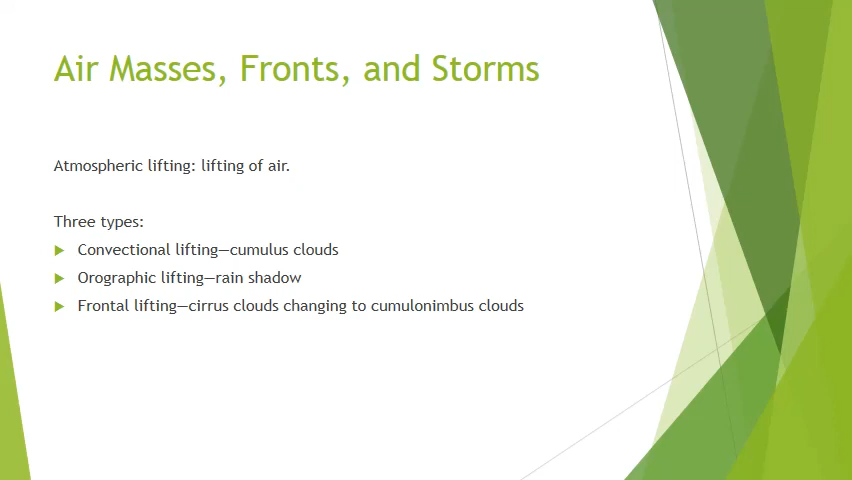 Air Masses, Fronts, and Storms
Atmospheric lifting: lifting of air.
Three types:
Convectional lifting—cumulus clouds
Orographic lifting—rain shadow
Frontal lifting—cirrus clouds changing to cumulonimbus clouds